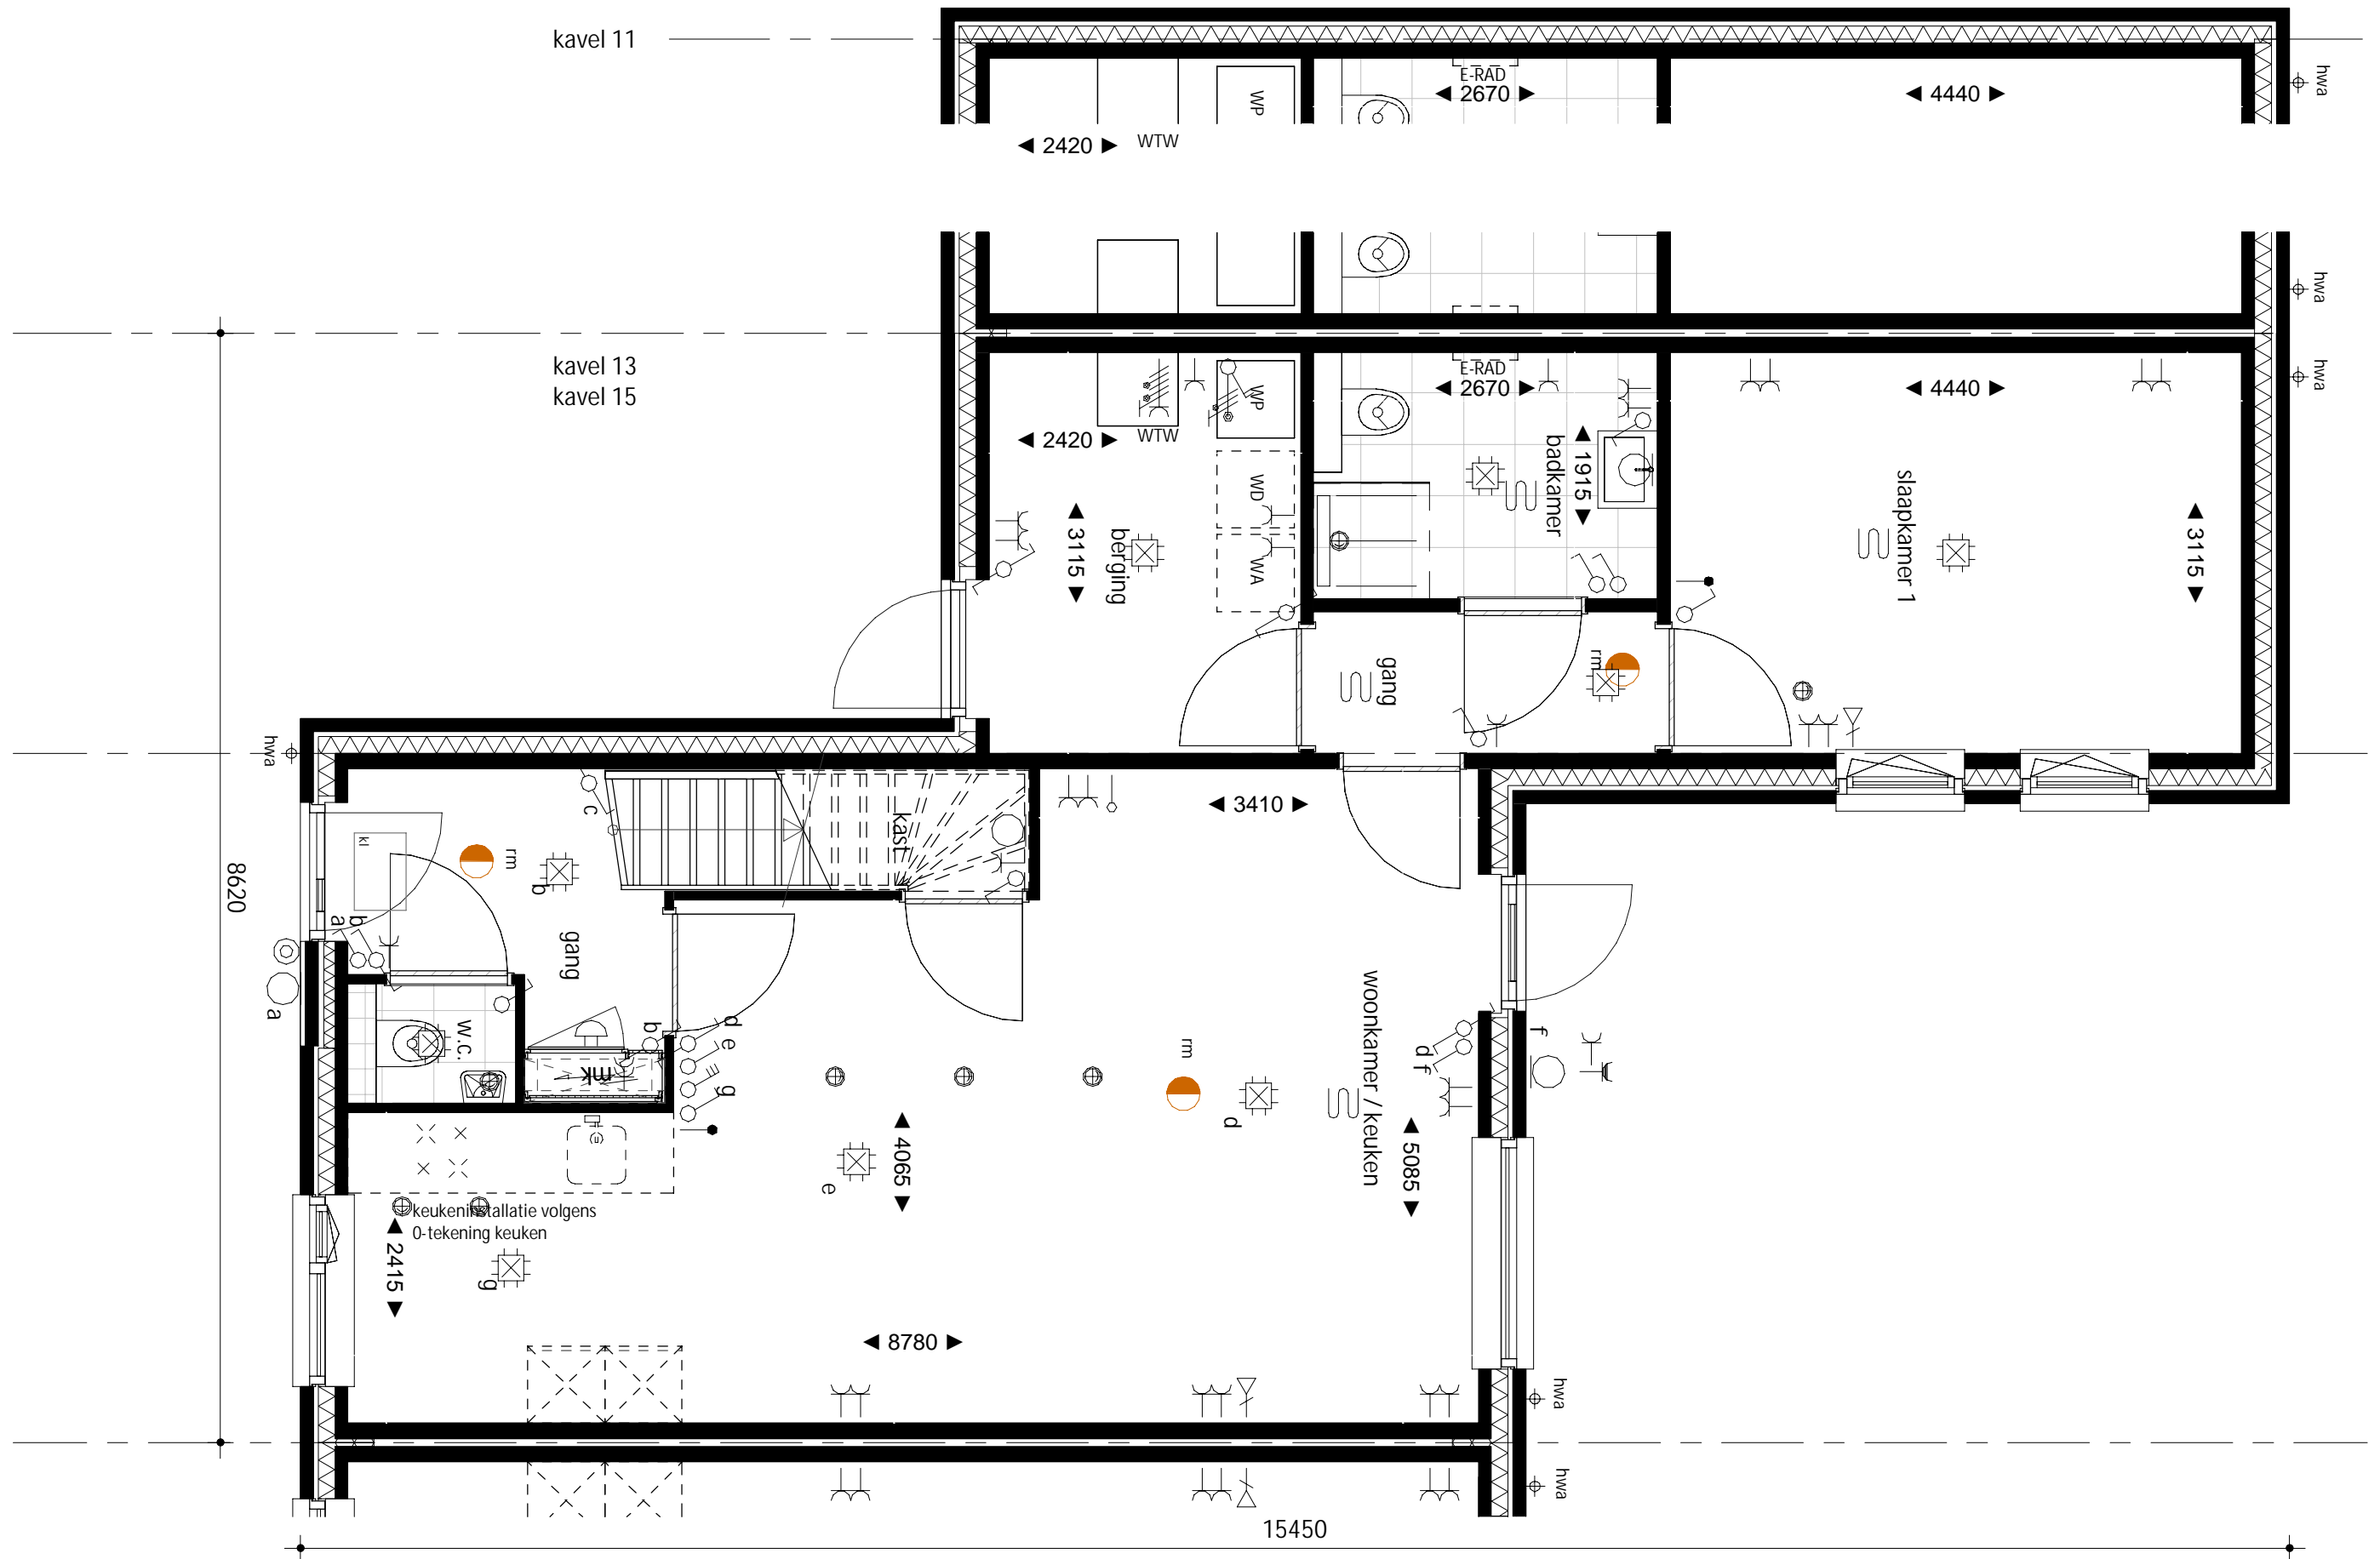 kavel 11
E-RAD
◄ 2670 ►
◄ 4440 ►
hwa
WP
◄ 2420 ►
WTW
hwa
kavel 13
kavel 15
E-RAD
◄ 2670 ►
◄ 4440 ►
hwa
WP
◄ 2420 ►
WTW
WD
WA
◄ 3115 ►
berging
badkamer
◄ 1915 ►
slaapkamer 1
◄ 3115 ►
gang
rm
hwa
8620
kl
rm
b
c
kast
◄ 3410 ►
b
a
a
gang
w.c.
mk
b
d
e
g
rm
d
e
◄ 4065 ►
woonkamer / keuken
◄ 5085 ►
d
f
f
keukeninstallatie volgens
0-tekening keuken
◄ 2415 ►
g
◄ 8780 ►
hwa
hwa
15450